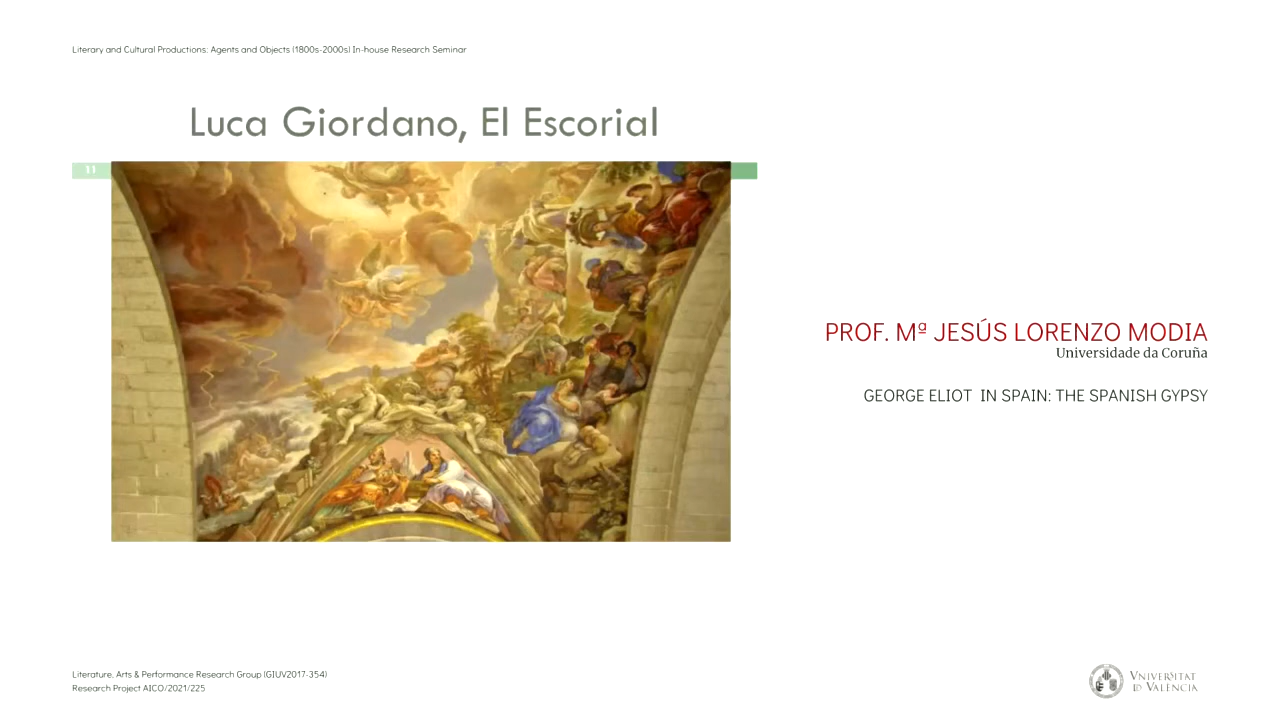 Literary and Cultural Productions: Agents and Objects (1800s-2000s) In-house Research Seminar
Luca Giordano, El Escorial
31
PROF. Mª JESÚS LORENZO MODIA
Universidade da Coruña
GEORGE ELIOT IN SPAIN: THE SPANISH GYPSY
Literature, Arts & Performance Research Group (GIUV2017-354)
Research Project AICO/2021/225
VNIVERSITAT
ID VALÈNCIA